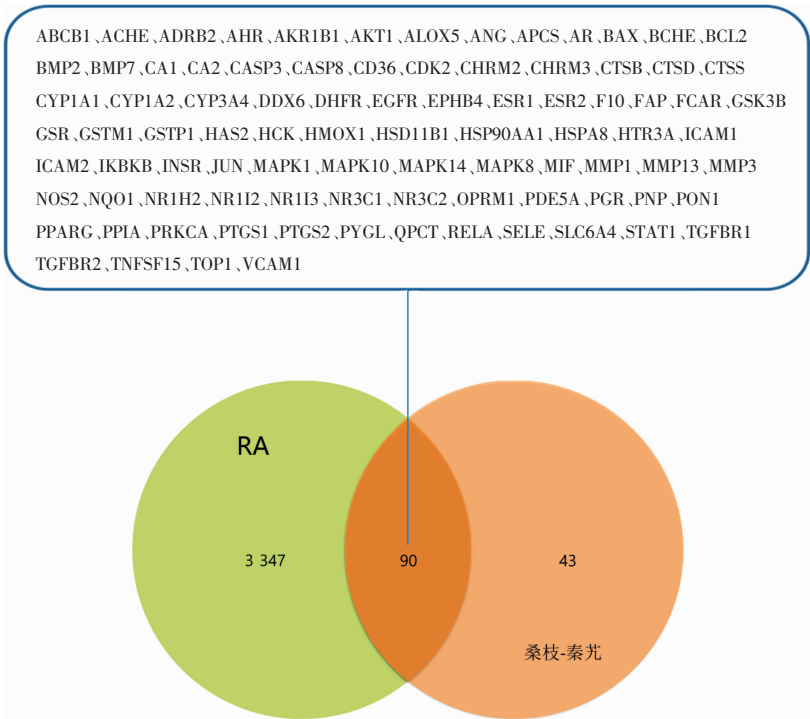 ABCB1、ACHE、ADRB2、AHR、AKR1B1、AKT1、ALOX5、ANG、APCS、AR、BAX、BCHE、BCL2
BMP2、BMP7、CA1、CA2、CASP3、CASP8、CD36、CDK2、CHRM2、CHRM3、CTSB、CTSD、CTSS
CYP1A1、CYP1A2、CYP3A4、DDX6、DHFR、EGFR、EPHB4、ESR1、ESR2、F10、FAP、FCAR、GSK3B
GSR、GSTM1、GSTP1、HAS2、HCK、HMOX1、HSD11B1、HSP90AA1、HSPA8、HTR3A、ICAM1
ICAM2、IKBKB、INSR、JUN、MAPK1、MAPK10、MAPK14、MAPK8、MIF、MMP1、MMP13、MMP3
NOS2、NQO1、NR1H2、NR1I2、NR1I3、NR3C1、NR3C2、OPRM1、PDE5A、PGR、PNP、PON1
PPARG、PPIA、PRKCA、PTGS1、PTGS2、PYGL、QPCT、RELA、SELE、SLC6A4、STAT1、TGFBR1
TGFBR2、TNFSF15、TOP1、VCAM1
RA
3 347
90
43
桑枝-秦艽